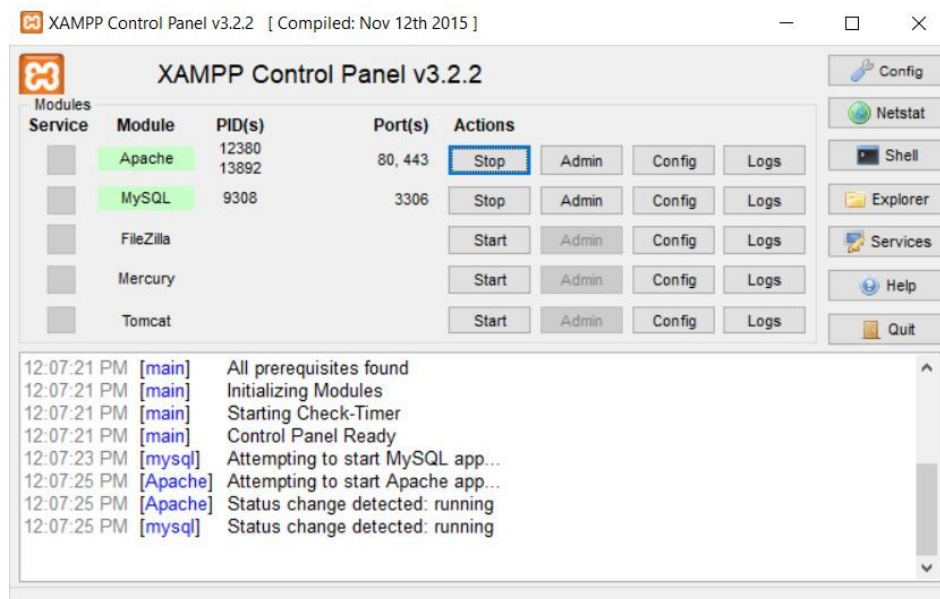 XAMPP Control Panel v3.2.2 [ Compiled: Nov 12th 2015 ]
XAMPP Control Panel v3.2.2
Config
Modules
Service Module PID(s) Port(s) Actions
Netstat
Apache 12380 13892 80, 443 Stop Admin Config Logs
Shell
MySQL 9308 3306 Stop Admin Config Logs
Explorer
FileZilla Start Admin Config Logs
Services
Mercury Start Admin Config Logs
Help
Tomcat Start Admin Config Logs
Quit
12:07:21 PM [main] All prerequisites found
12:07:21 PM [main] Initializing Modules
12:07:21 PM [main] Starting Check-Timer
12:07:21 PM [main] Control Panel Ready
12:07:23 PM [mysql] Attempting to start MySQL app...
12:07:25 PM [Apache] Attempting to start Apache app...
12:07:25 PM [Apache] Status change detected: running
12:07:25 PM [mysql] Status change detected: running